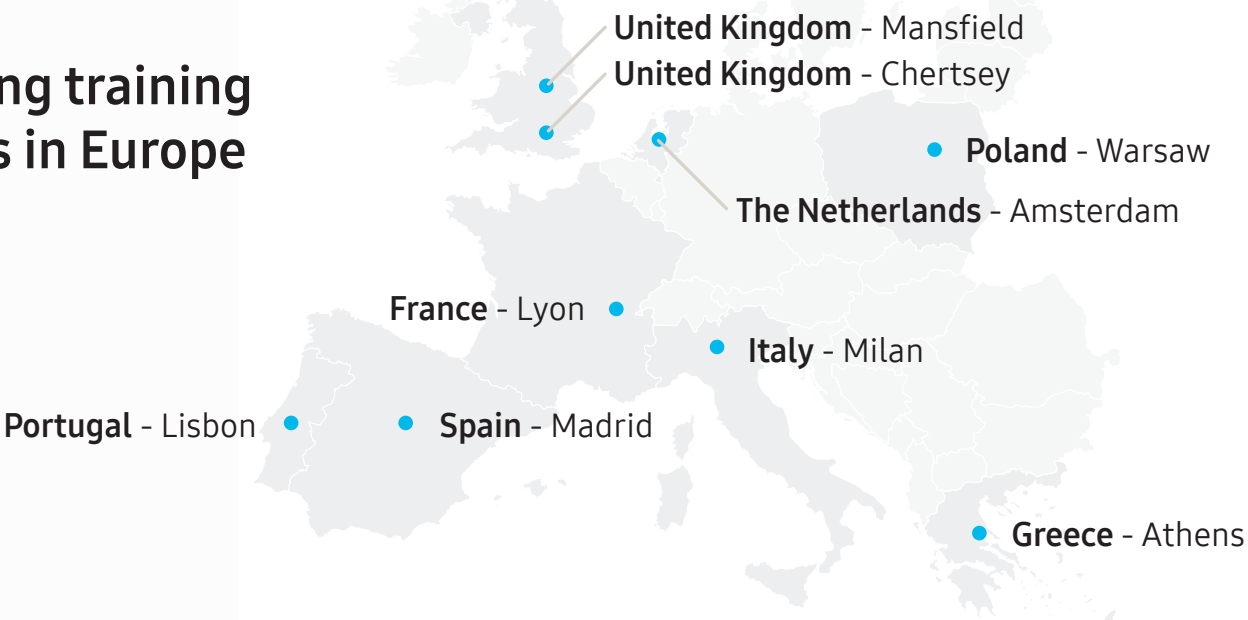 ng training
s in Europe
United Kingdom - Mansfield
United Kingdom - Chertsey
Poland - Warsaw
The Netherlands - Amsterdam
France - Lyon
Italy - Milan
Portugal - Lisbon
Spain - Madrid
Greece - Athens